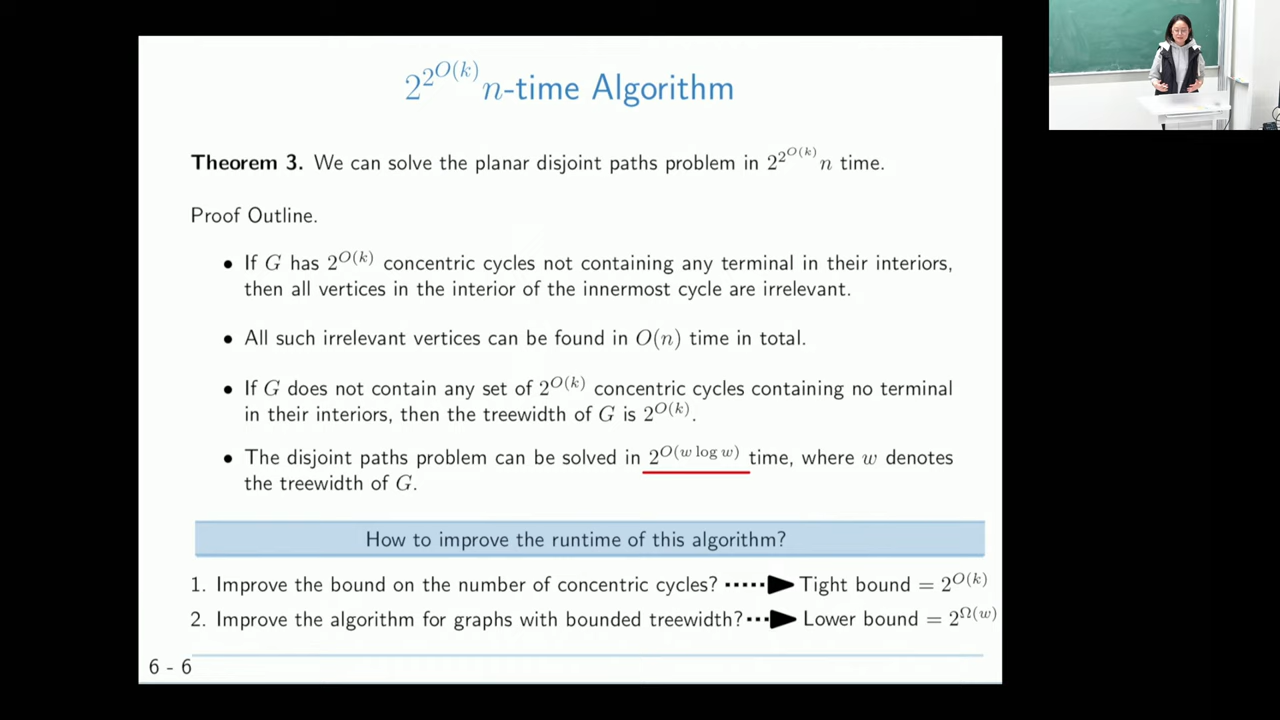 2^{2^{O(k)}} n-time Algorithm
Theorem 3. We can solve the planar disjoint paths problem in 2^{2^{O(k)}} n time.
Proof Outline.
• If G has 2^{O(k)} concentric cycles not containing any terminal in their interiors,
then all vertices in the interior of the innermost cycle are irrelevant.
• All such irrelevant vertices can be found in O(n) time in total.
• If G does not contain any set of 2^{O(k)} concentric cycles containing no terminal
in their interiors, then the treewidth of G is 2^{O(k)}.
• The disjoint paths problem can be solved in 2^{O(w log w)} time, where w denotes
the treewidth of G.
How to improve the runtime of this algorithm?
1. Improve the bound on the number of concentric cycles? Tight bound = 2^{O(k)}
2. Improve the algorithm for graphs with bounded treewidth? Lower bound = 2^{Ω(w)}
6 - 6